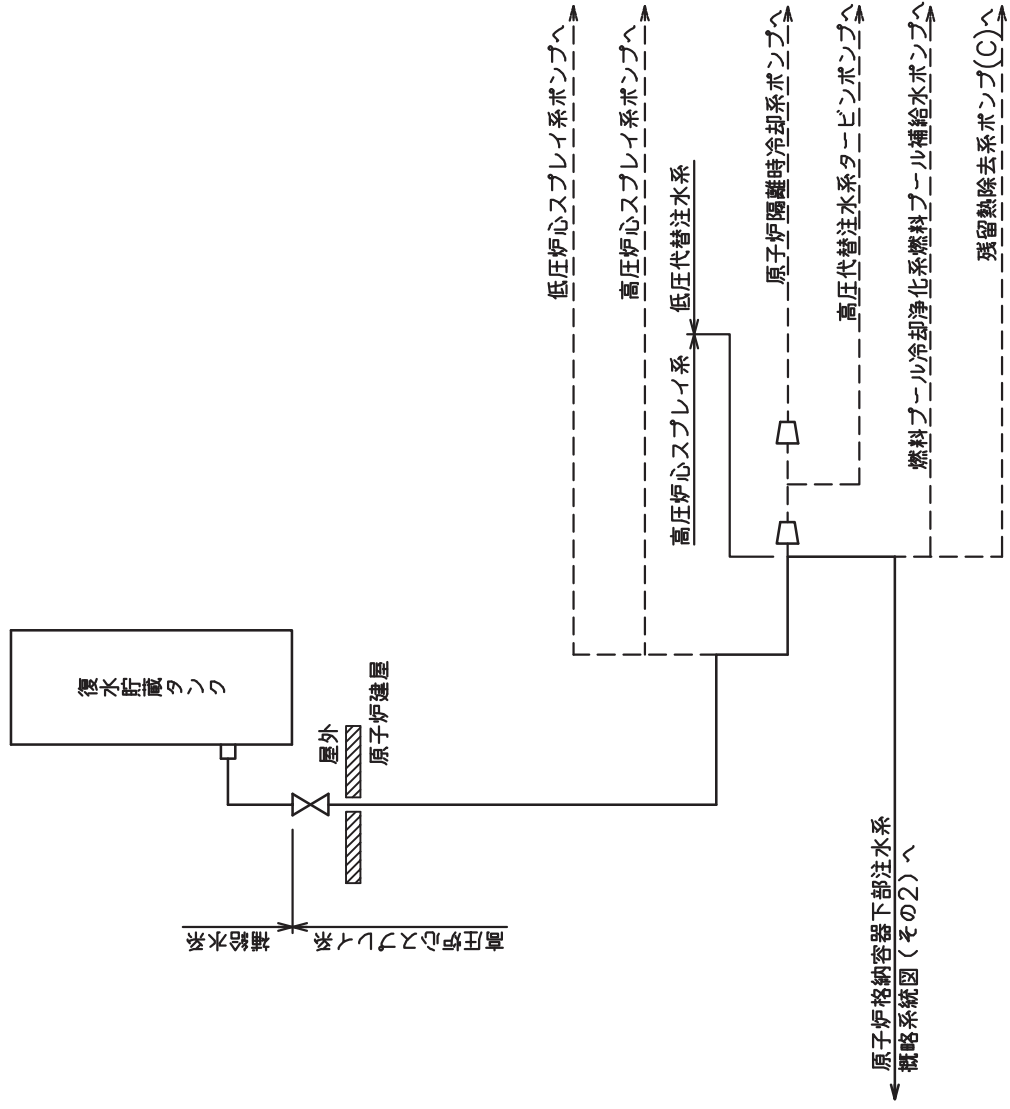 復水貯蔵タンク
屋外
原子炉建屋
補給水系
高圧炉心スプレイ系
低圧炉心スプレイ系ポンプへ
高圧炉心スプレイ系ポンプへ
高圧炉心スプレイ系
低圧代替注水系
原子炉隔離時冷却系ポンプへ
高圧代替注水系タービンポンプへ
燃料プール冷却浄化系燃料プール補給水ポンプへ
残留熱除去系ポンプ(C)へ
原子炉格納容器下部注水系
概略系統図(その2)へ